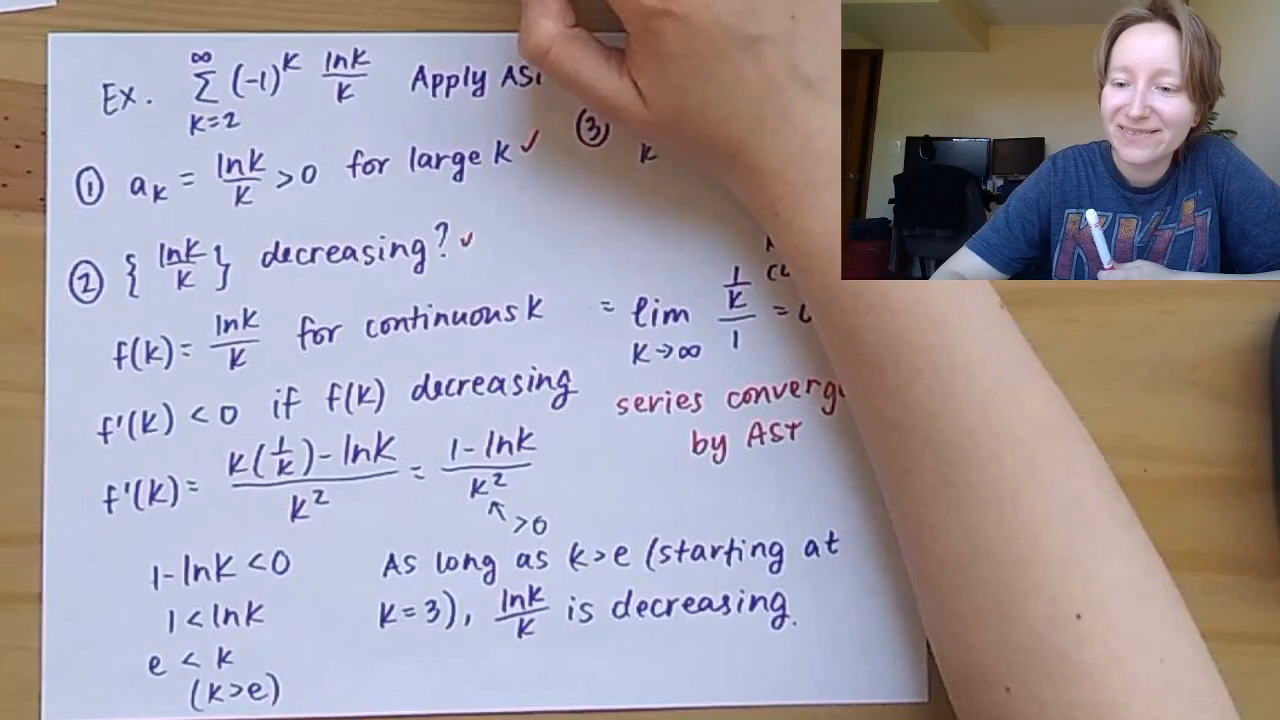 Ex. ∞ Σ k=2 (-1)^k lnk/k Apply AS
① a_k = lnk/k > 0 for large k ✓
② { lnk/k } decreasing? ✓
f(k) = lnk/k for continuous k
f'(k) < 0 if f(k) decreasing
f'(k) = k(1/k) - lnk / k² = 1 - lnk / k²
↖ >0
1 - lnk < 0
1 < lnk
e < k
(k > e)
As long as k > e (starting at
k = 3), lnk/k is decreasing.
③
k
= lim k→∞ 1/k / 1 =
series converg
by AST
KISS